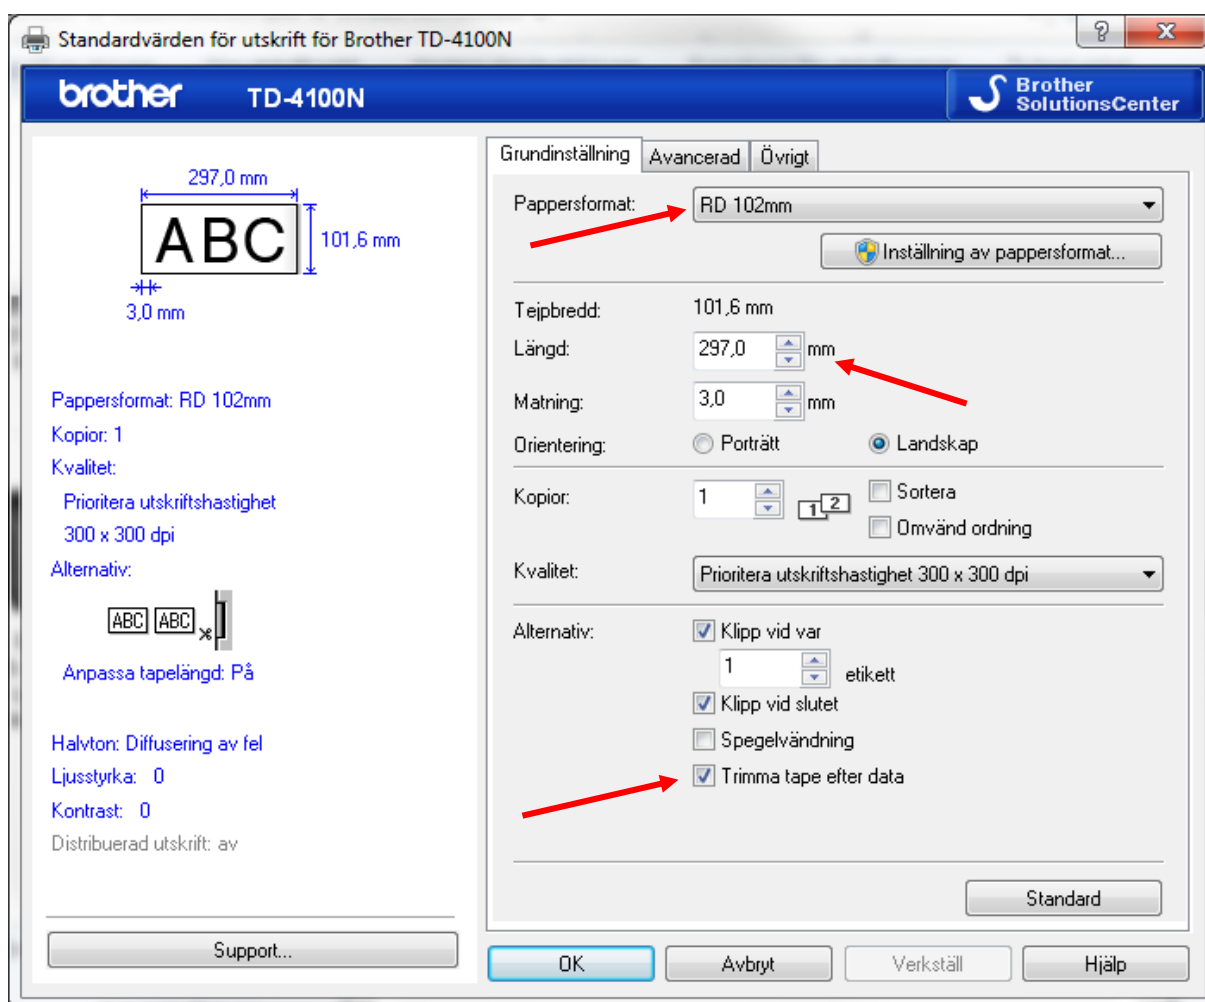 Standardvärden för utskrift för Brother TD-4100N
brother TD-4100N
Brother
SolutionsCenter
297,0 mm
ABC
101,6 mm
3,0 mm
Pappersformat: RD 102mm
Kopior: 1
Kvalitet:
Prioritera utskriftshastighet
300 x 300 dpi
Alternativ:
ABC ABC
Anpassa tapelängd: På
Halvton: Diffusering av fel
Ljusstyrka: 0
Kontrast: 0
Distribuerad utskrift: av
Support...
Grundinställning Avancerad Övrigt
Pappersformat: RD 102mm
Inställning av pappersformat...
Tejpbredd: 101,6 mm
Längd: 297,0 mm
Matning: 3,0 mm
Orientering: Porträtt Landskap
Kopior: 1 1 2 Sortera
Omvänd ordning
Kvalitet: Prioritera utskriftshastighet 300 x 300 dpi
Alternativ: Klipp vid var
1 etikett
Klipp vid slutet
Spegelvändning
Trimma tape efter data
Standard
OK Avbryt Verkställ Hjälp